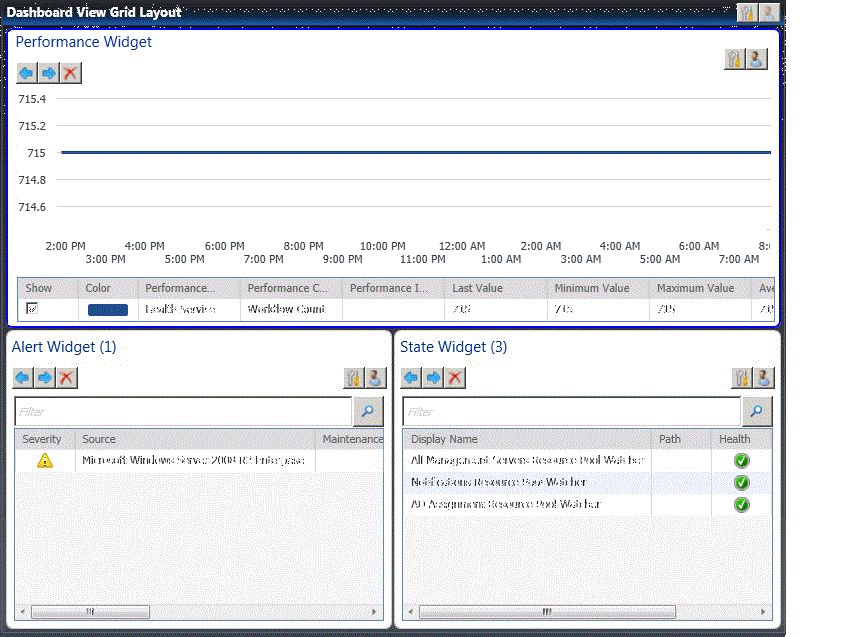 Dashboard View Grid Layout
Performance Widget
715.4
715.2
715
714.8
714.6
2:00 PM 4:00 PM 6:00 PM 8:00 PM 10:00 PM 12:00 AM 2:00 AM 4:00 AM 6:00 AM 8:
3:00 PM 5:00 PM 7:00 PM 9:00 PM 11:00 PM 1:00 AM 3:00 AM 5:00 AM 7:00 AM
Show Color Performance... Performance C... Performance I... Last Value Minimum Value Maximum Value Ave
Health Service Workflow Count 715 715 715 715
Alert Widget (1)
Filter
Severity Source Maintenance
Microsoft Windows Server 2008 R2 Enterprise
State Widget (3)
Filter
Display Name Path Health
All Management Servers Resource Pool Watcher
Notifications Resource Pool Watcher
AD Assignment Resource Pool Watcher